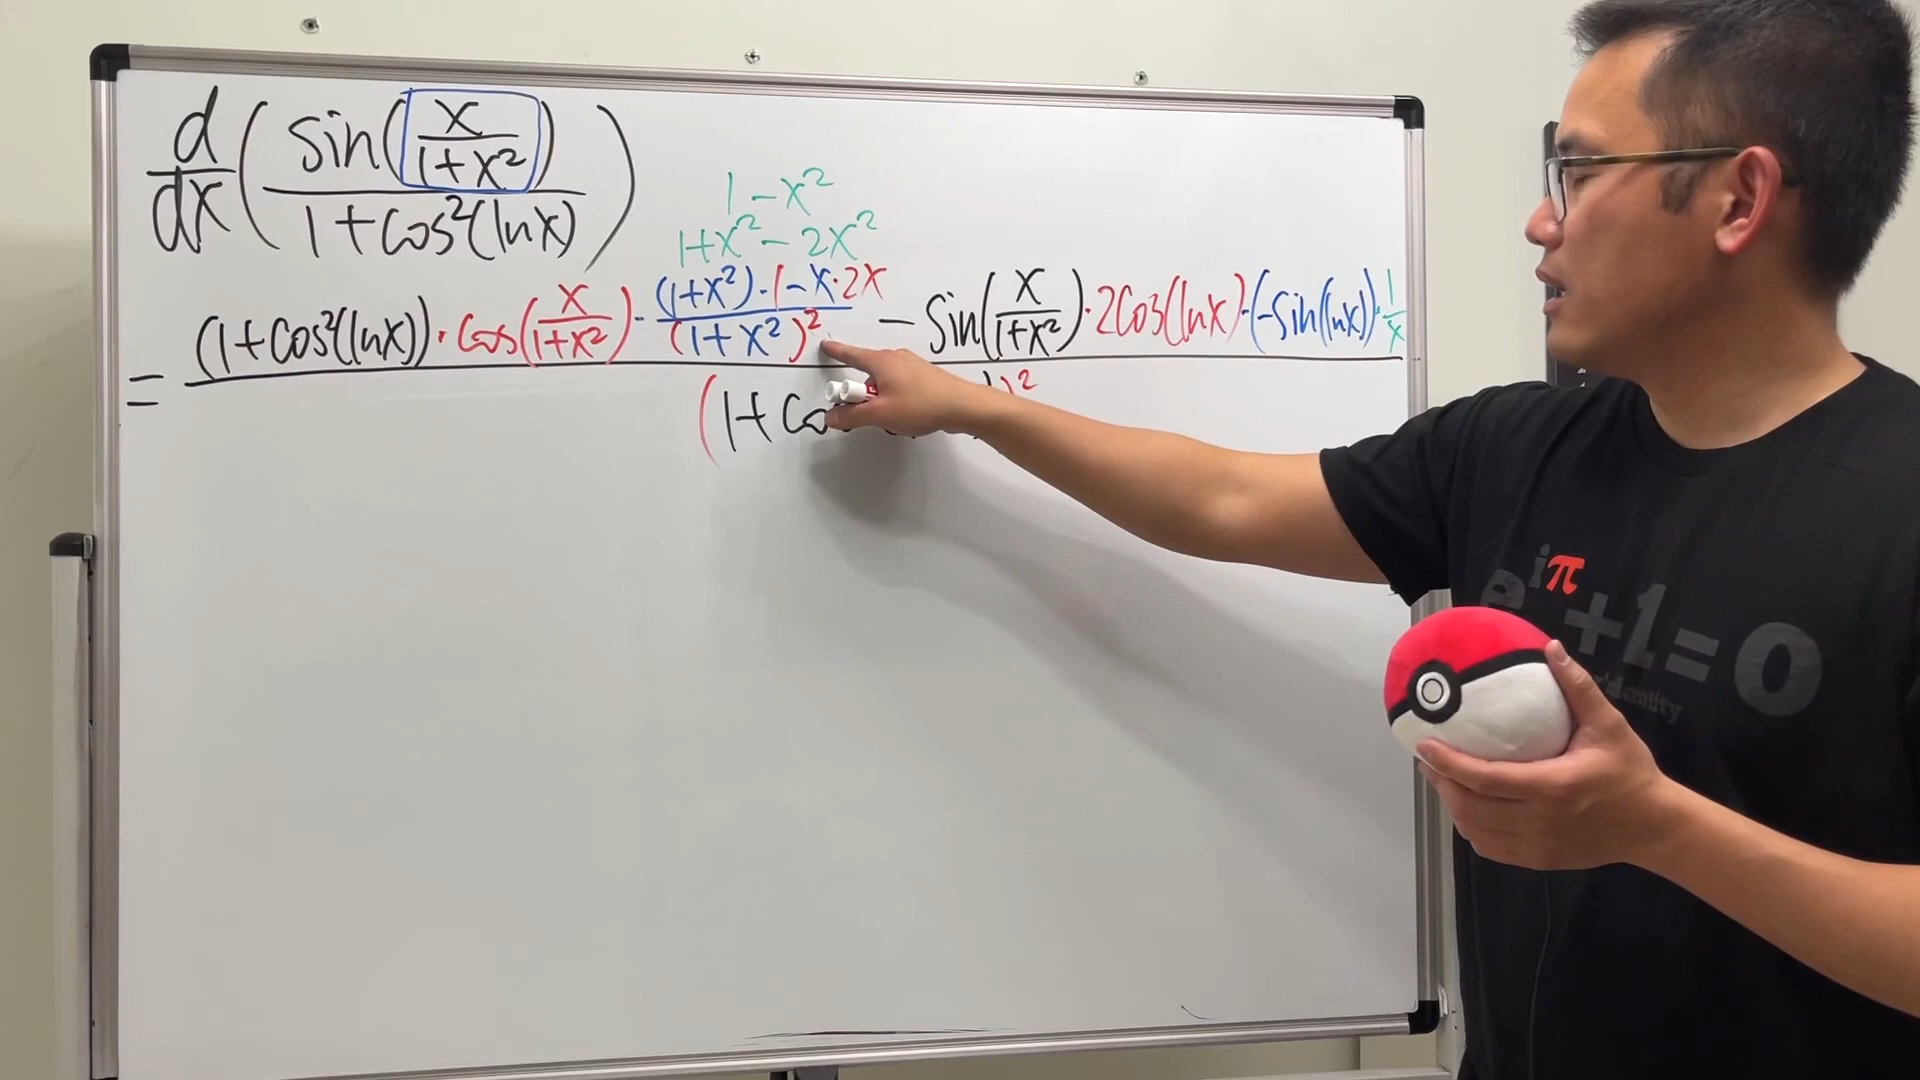 d/dx ( sin( x/(1+x²) ) / (1+cos²(lnx)) )
1-x²
1+x²-2x²
= (1+cos²(lnx))·cos(x/(1+x²))·((1+x²)·1-x·2x)/(1+x²)² - sin(x/(1+x²))·2cos(lnx)·(-sin(lnx))·1/x
(1+co )²
e^iπ+1=0